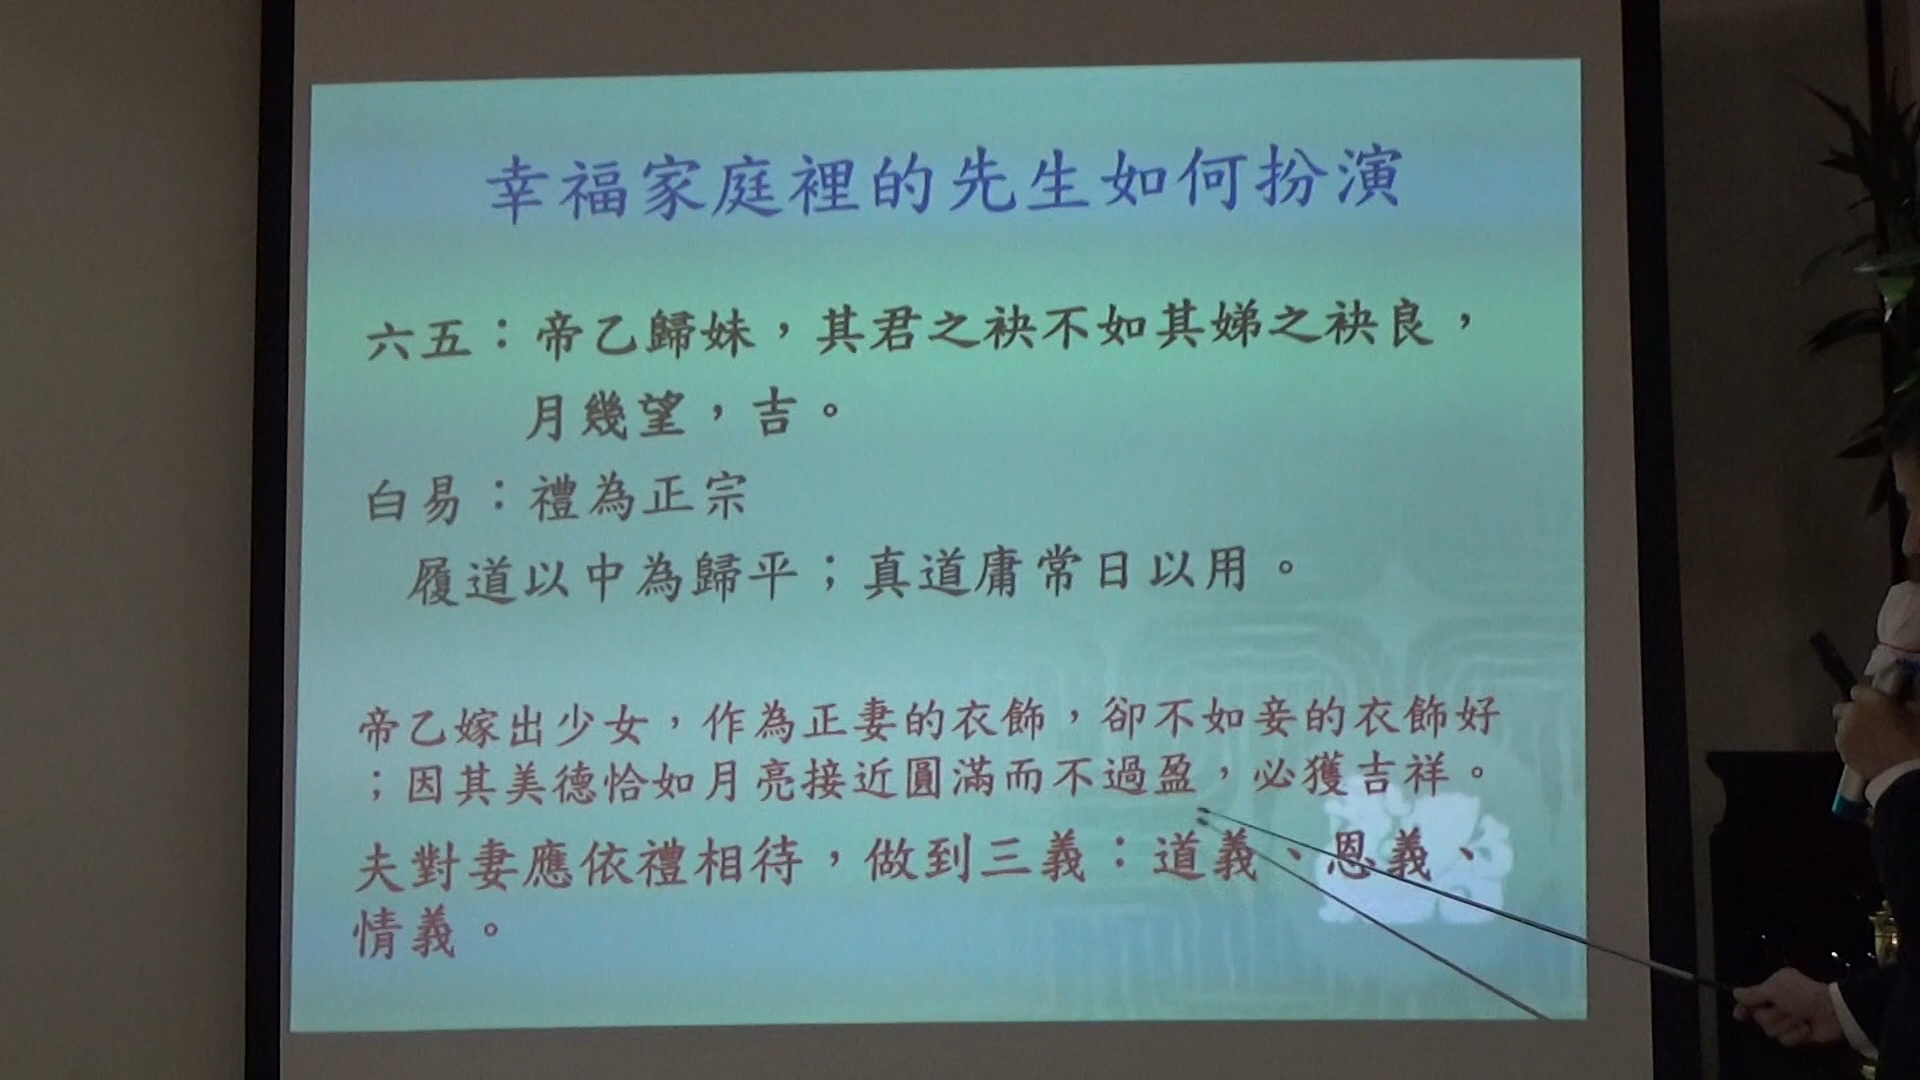 幸福家庭裡的先生如何扮演
六五：帝乙歸妹，其君之袂不如其娣之袂良，
月幾望，吉。
白易：禮為正宗
履道以中為歸平；真道庸常日以用。
帝乙嫁出少女，作為正妻的衣飾，卻不如妾的衣飾好
；因其美德恰如月亮接近圓滿而不過盈，必獲吉祥。
夫對妻應依禮相待，做到三義：道義、恩義、
情義。